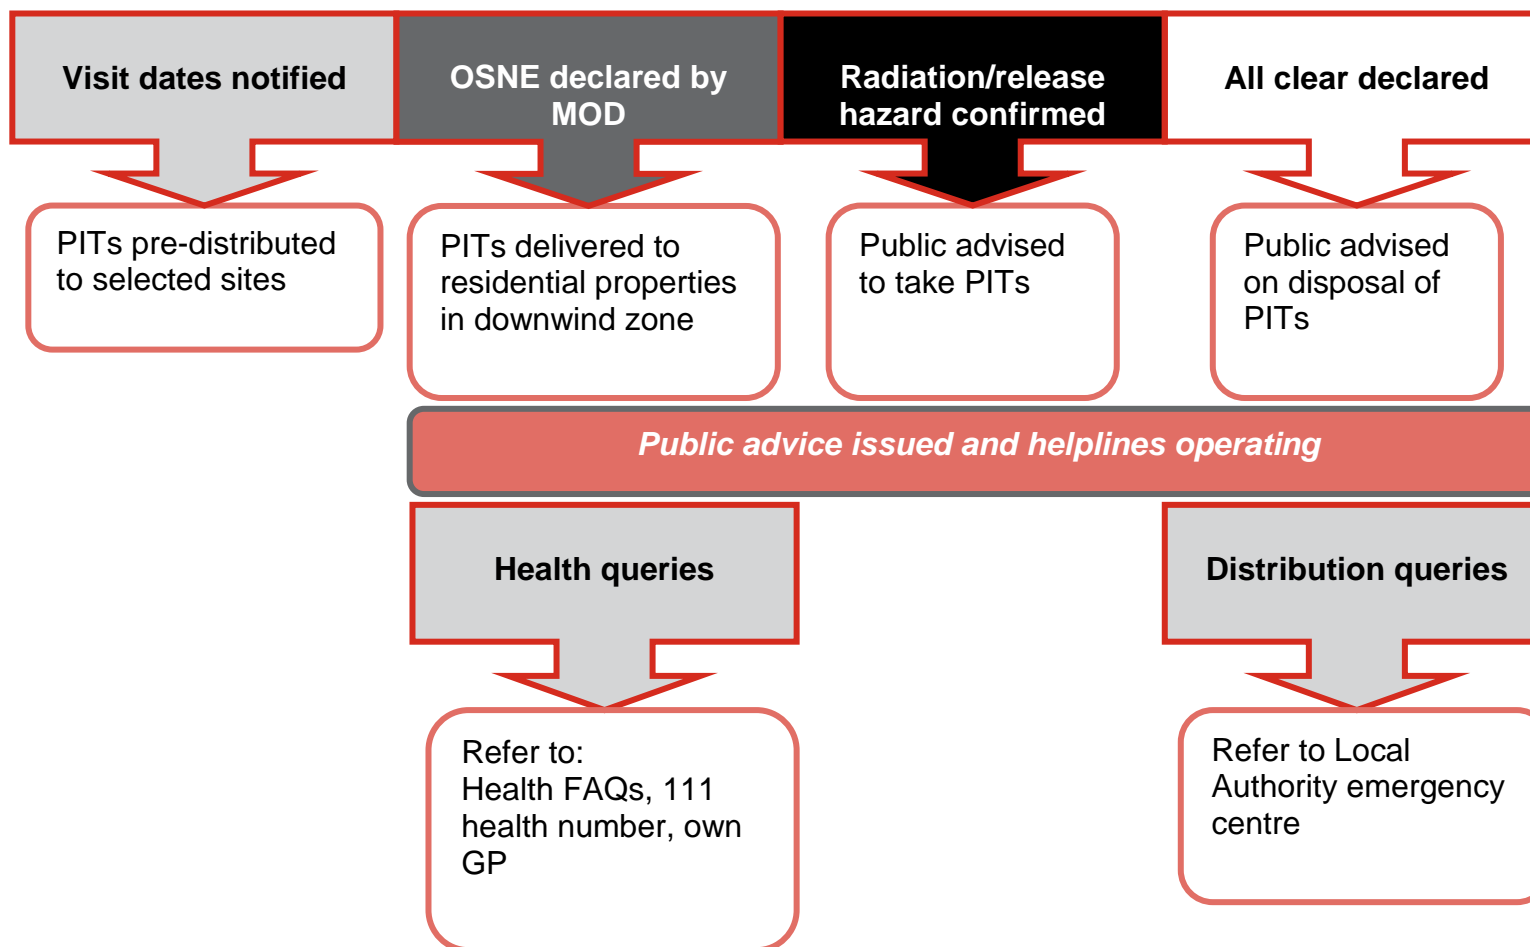 Visit dates notified
OSNE declared by
MOD
Radiation/release
hazard confirmed
All clear declared
PITs pre-distributed
to selected sites
PITs delivered to
residential properties
in downwind zone
Public advised
to take PITs
Public advised
on disposal of
PITs
Public advice issued and helplines operating
Health queries
Distribution queries
Refer to:
Health FAQs, 111
health number, own
GP
Refer to Local
Authority emergency
centre